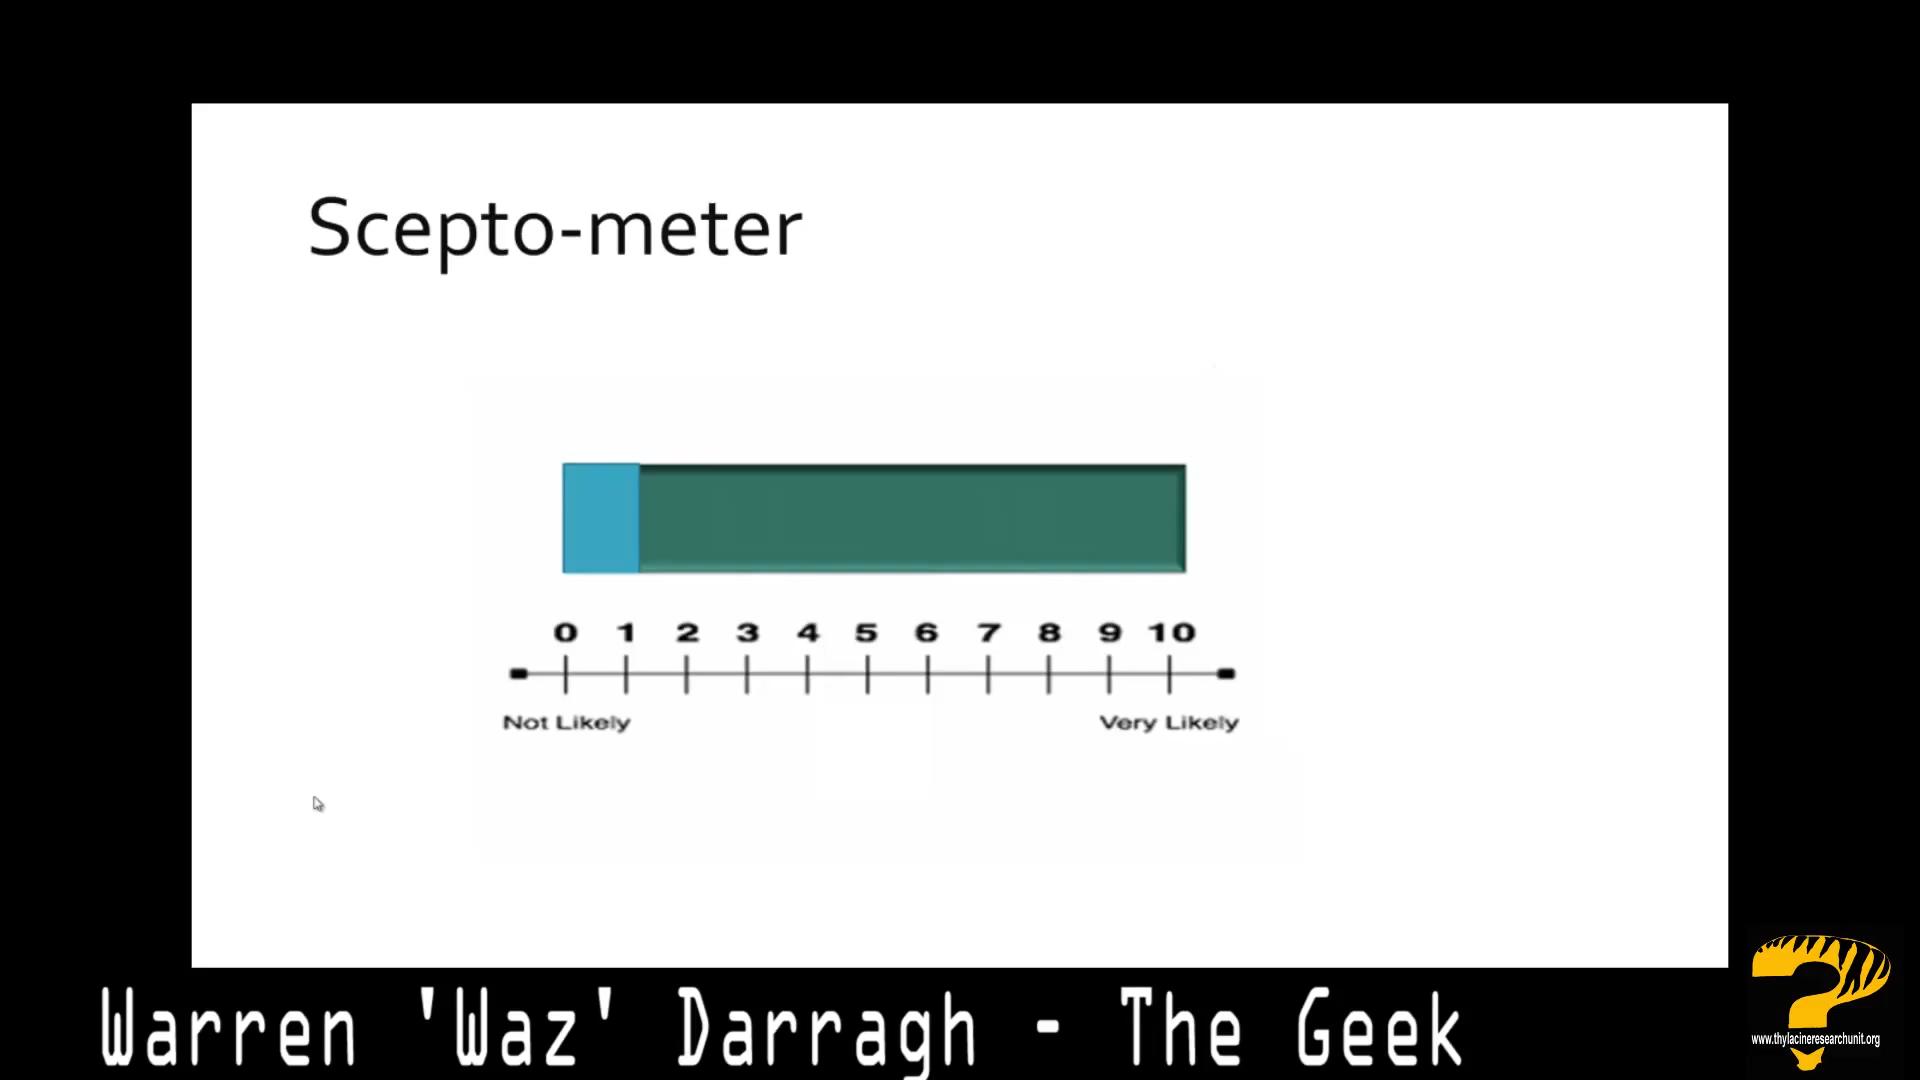 Scepto-meter
0 1 2 3 4 5 6 7 8 9 10
Not Likely Very Likely
Warren 'Waz' Darragh - The Geek
www.thylacineresearchunit.org